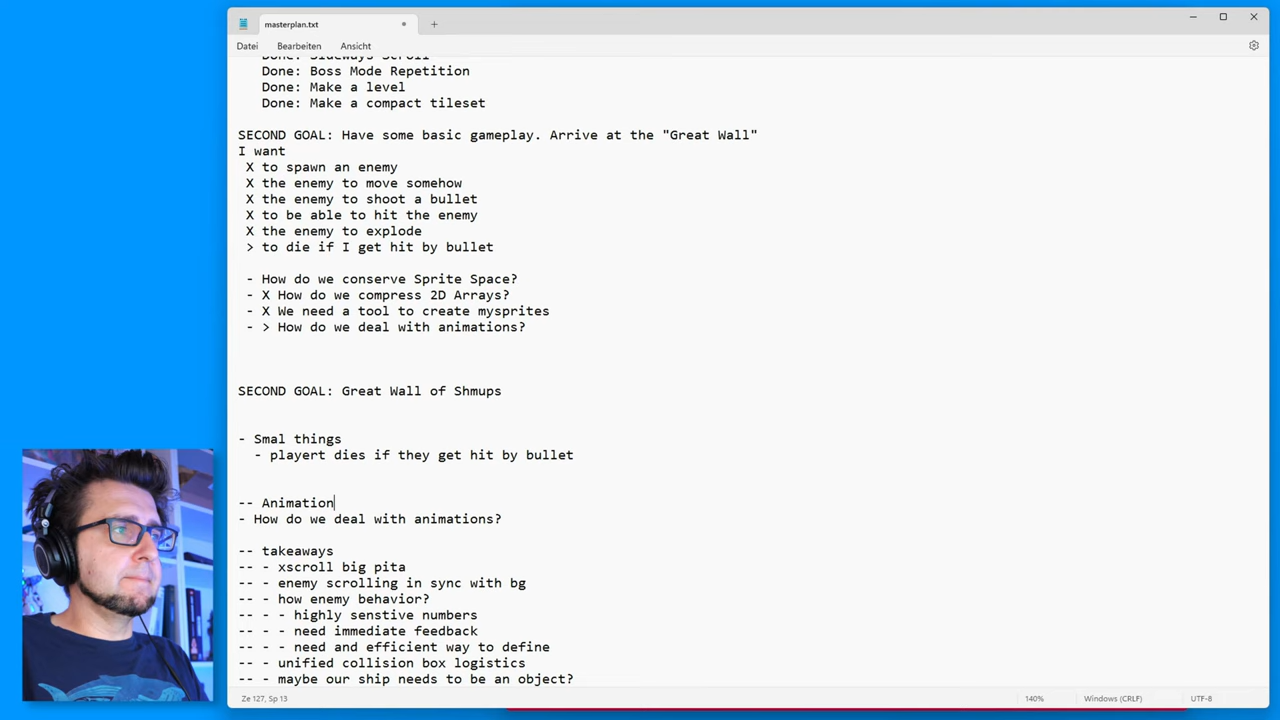 masterplan.txt
Datei Bearbeiten Ansicht
Done: Sideways Scroll
Done: Boss Mode Repetition
Done: Make a level
Done: Make a compact tileset
SECOND GOAL: Have some basic gameplay. Arrive at the "Great Wall"
I want
X to spawn an enemy
X the enemy to move somehow
X the enemy to shoot a bullet
X to be able to hit the enemy
X the enemy to explode
> to die if I get hit by bullet
- How do we conserve Sprite Space?
- X How do we compress 2D Arrays?
- X We need a tool to create mysprites
- > How do we deal with animations?
SECOND GOAL: Great Wall of Shmups
- Smal things
- playert dies if they get hit by bullet
-- Animation
- How do we deal with animations?
-- takeaways
-- - xscroll big pita
-- - enemy scrolling in sync with bg
-- - how enemy behavior?
-- - - highly senstive numbers
-- - - need immediate feedback
-- - - need and efficient way to define
-- - unified collision box logistics
-- - maybe our ship needs to be an object?
Ze 127, Sp 13 140% Windows (CRLF) UTF-8